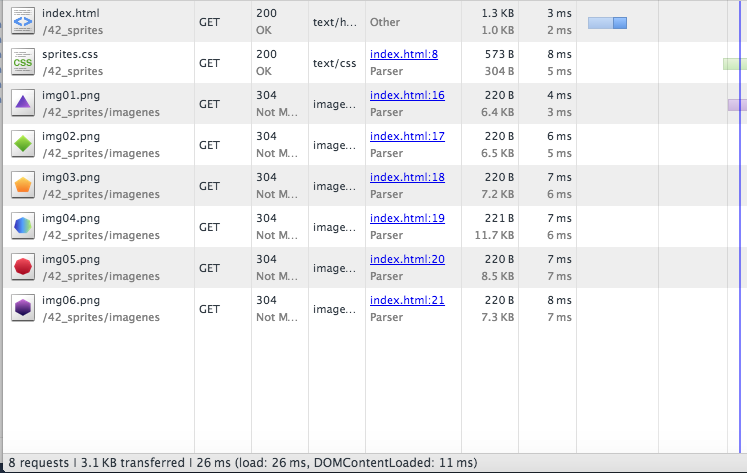 index.html GET 200 text/h... Other 1.3 KB 3 ms
/42_sprites OK 1.0 KB 2 ms
sprites.css GET 200 text/css index.html:8 573 B 8 ms
/42_sprites OK Parser 304 B 5 ms
img01.png GET 304 image... index.html:16 220 B 4 ms
/42_sprites/imagenes Not M... Parser 6.4 KB 3 ms
img02.png GET 304 image... index.html:17 220 B 6 ms
/42_sprites/imagenes Not M... Parser 6.5 KB 5 ms
img03.png GET 304 image... index.html:18 220 B 7 ms
/42_sprites/imagenes Not M... Parser 7.2 KB 6 ms
img04.png GET 304 image... index.html:19 221 B 7 ms
/42_sprites/imagenes Not M... Parser 11.7 KB 6 ms
img05.png GET 304 image... index.html:20 220 B 7 ms
/42_sprites/imagenes Not M... Parser 8.5 KB 7 ms
img06.png GET 304 image... index.html:21 220 B 8 ms
/42_sprites/imagenes Not M... Parser 7.3 KB 7 ms
8 requests | 3.1 KB transferred | 26 ms (load: 26 ms, DOMContentLoaded: 11 ms)